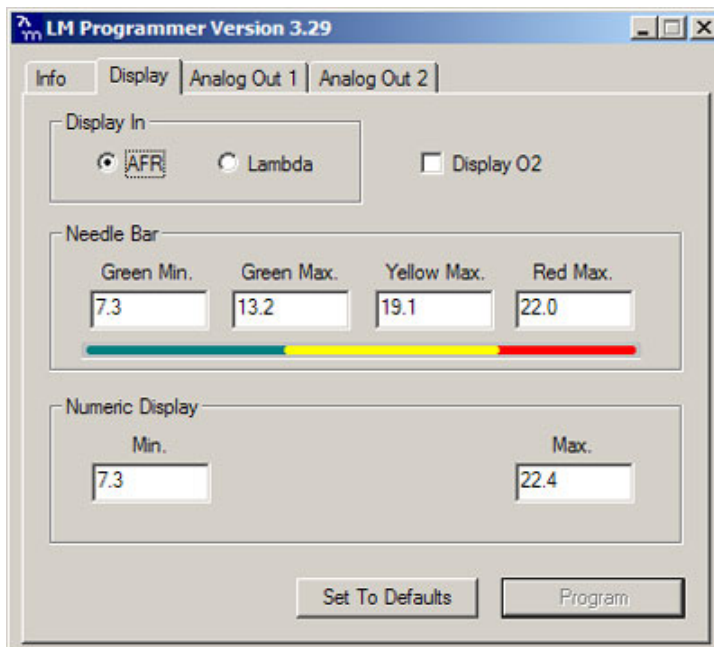 LM Programmer Version 3.29
Info Display Analog Out 1 Analog Out 2
Display In
AFR Lambda Display O2
Needle Bar
Green Min. Green Max. Yellow Max. Red Max.
7.3 13.2 19.1 22.0
Numeric Display
Min. Max.
7.3 22.4
Set To Defaults Program